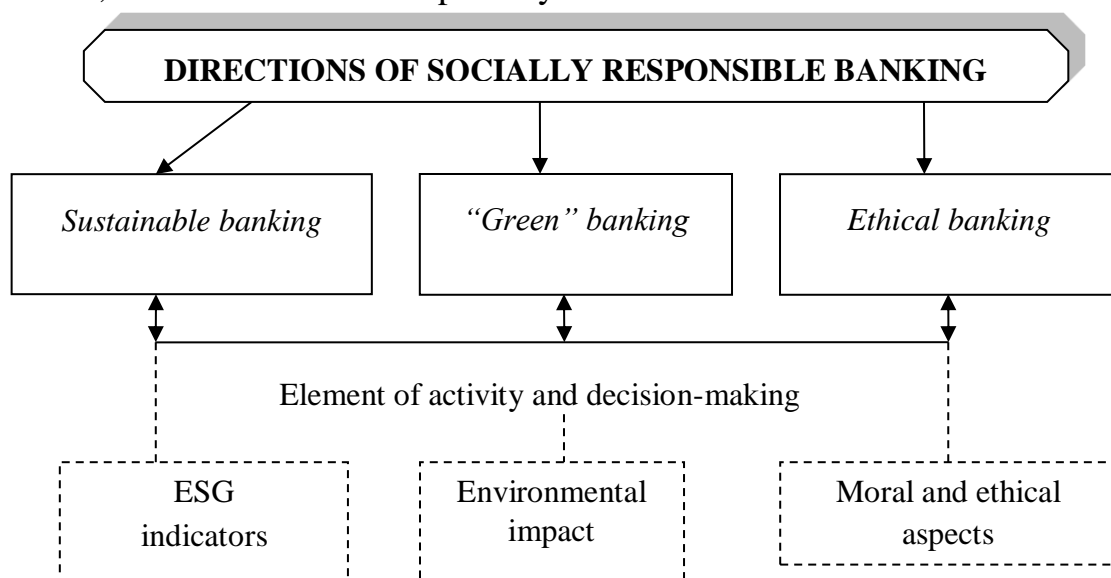 DIRECTIONS OF SOCIALLY RESPONSIBLE BANKING
Sustainable banking
“Green” banking
Ethical banking
Element of activity and decision-making
ESG
indicators
Environmental
impact
Moral and ethical
aspects